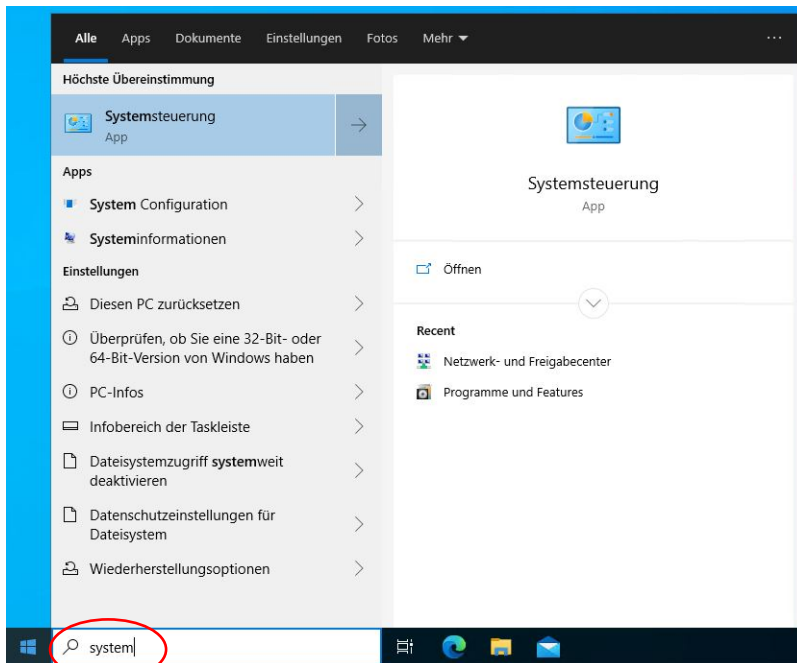 Alle Apps Dokumente Einstellungen Fotos Mehr
Höchste Übereinstimmung
Systemsteuerung
App
Apps
System Configuration
Systeminformationen
Einstellungen
Diesen PC zurücksetzen
Überprüfen, ob Sie eine 32-Bit- oder
64-Bit-Version von Windows haben
PC-Infos
Infobereich der Taskleiste
Dateisystemzugriff systemweit
deaktivieren
Datenschutzeinstellungen für
Dateisystem
Wiederherstellungsoptionen
Systemsteuerung
App
Öffnen
Recent
Netzwerk- und Freigabecenter
Programme und Features
system